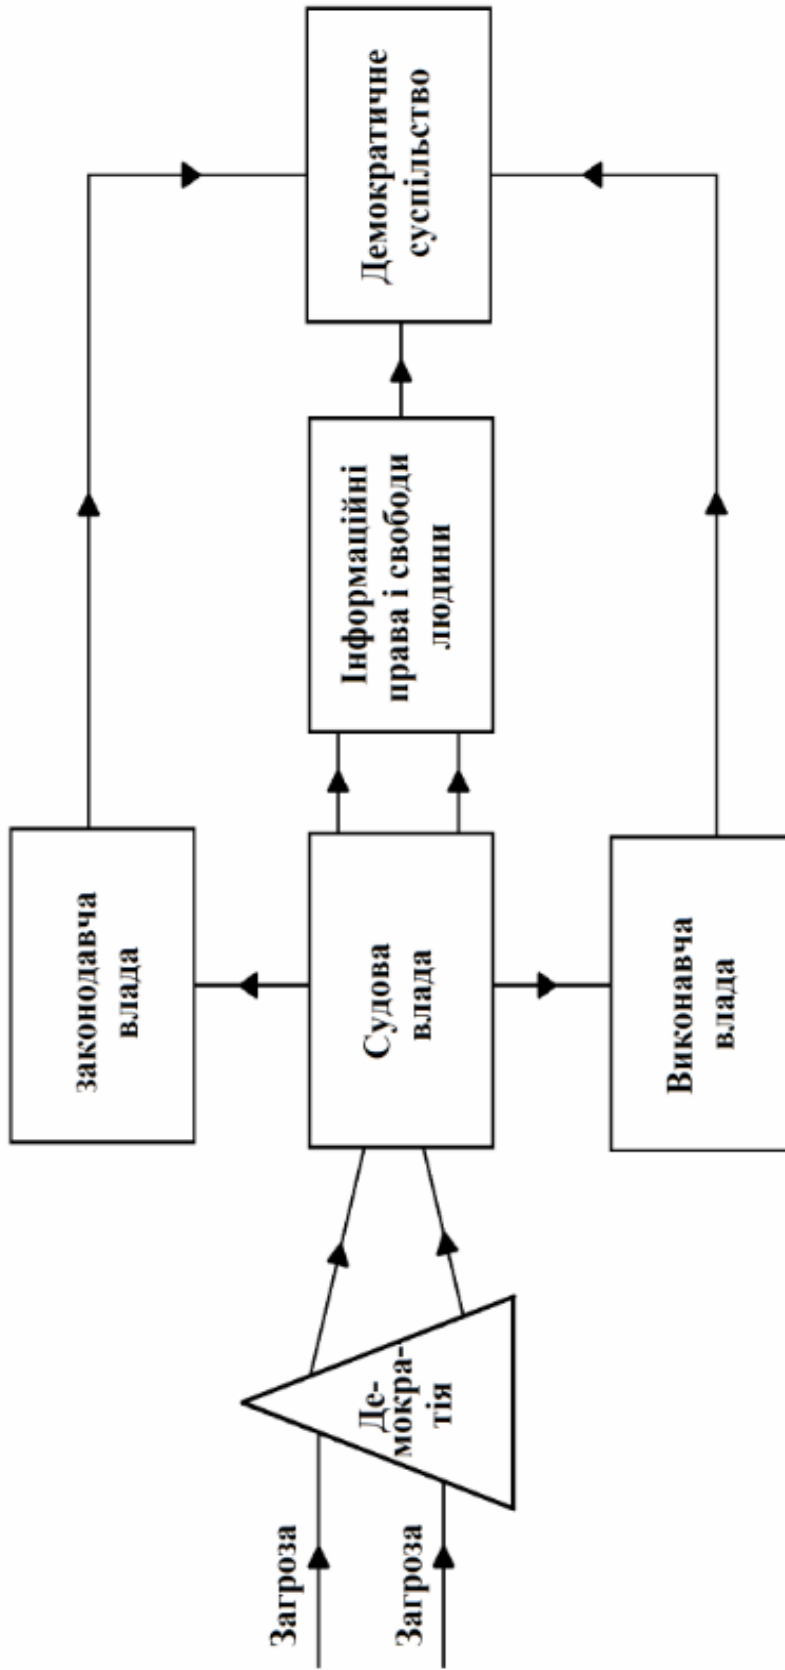 Загроза
Загроза
Де-
мокра-
тія
законодавча
влада
Судова
влада
Виконавча
влада
Інформаційні
права і свободи
людини
Демократичне
суспільство